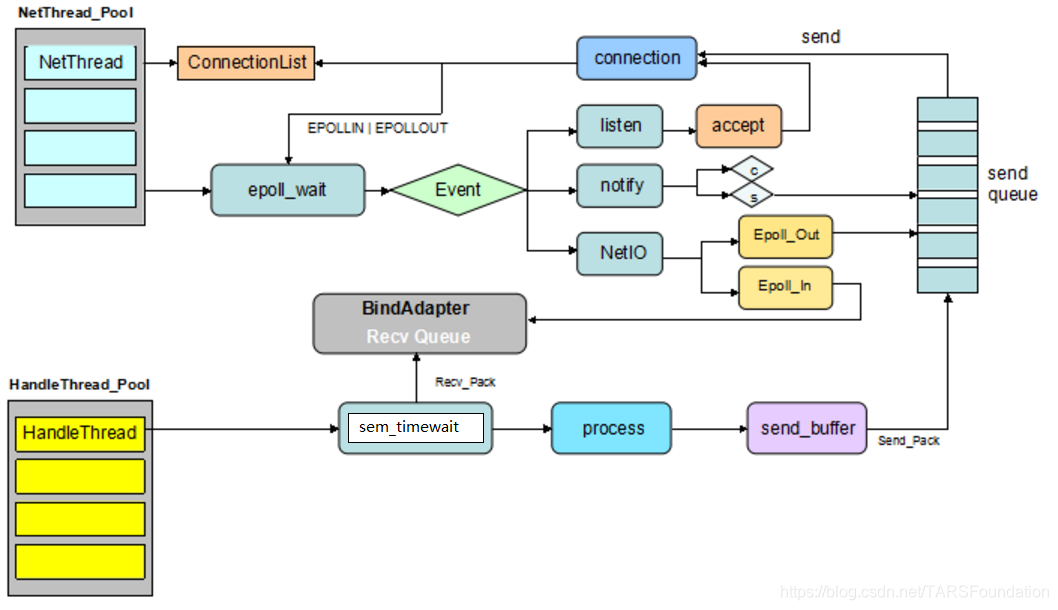 NetThread_Pool
NetThread
ConnectionList
connection
send
EPOLLIN | EPOLLOUT
listen
accept
epoll_wait
Event
notify
c
s
send
queue
NetIO
Epoll_Out
Epoll_In
BindAdapter
Recv Queue
HandleThread_Pool
Recv_Pack
HandleThread
sem_timewait
process
send_buffer
Send_Pack
https://blog.csdn.net/TARSFoundation